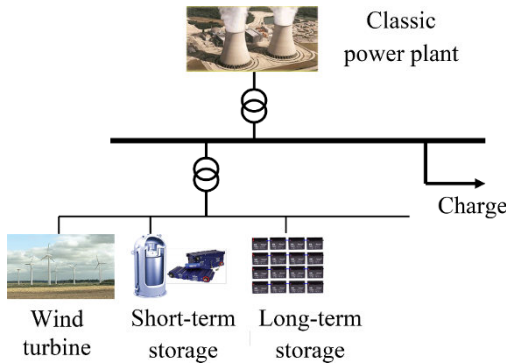 Classic
power plant
Charge
Wind
turbine
Short-term
storage
Long-term
storage